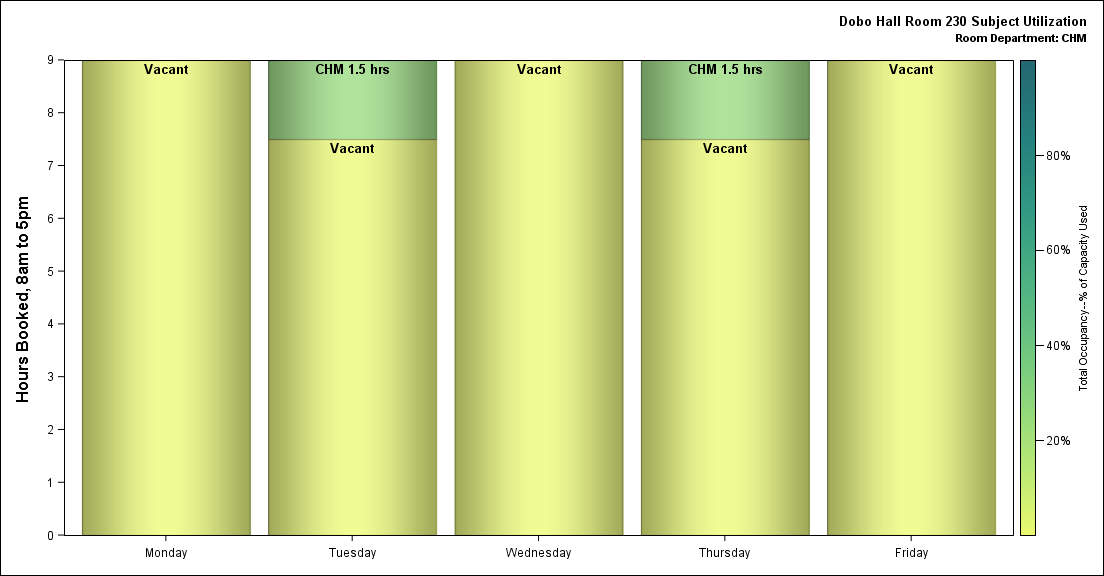 Dobo Hall Room 230 Subject Utilization
Room Department: CHM
Hours Booked, 8am to 5pm
9
8
7
6
5
4
3
2
1
0
Vacant
CHM 1.5 hrs
Vacant
Vacant
CHM 1.5 hrs
Vacant
Vacant
Monday
Tuesday
Wednesday
Thursday
Friday
80%
60%
40%
20%
Total Occupancy--% of Capacity Used